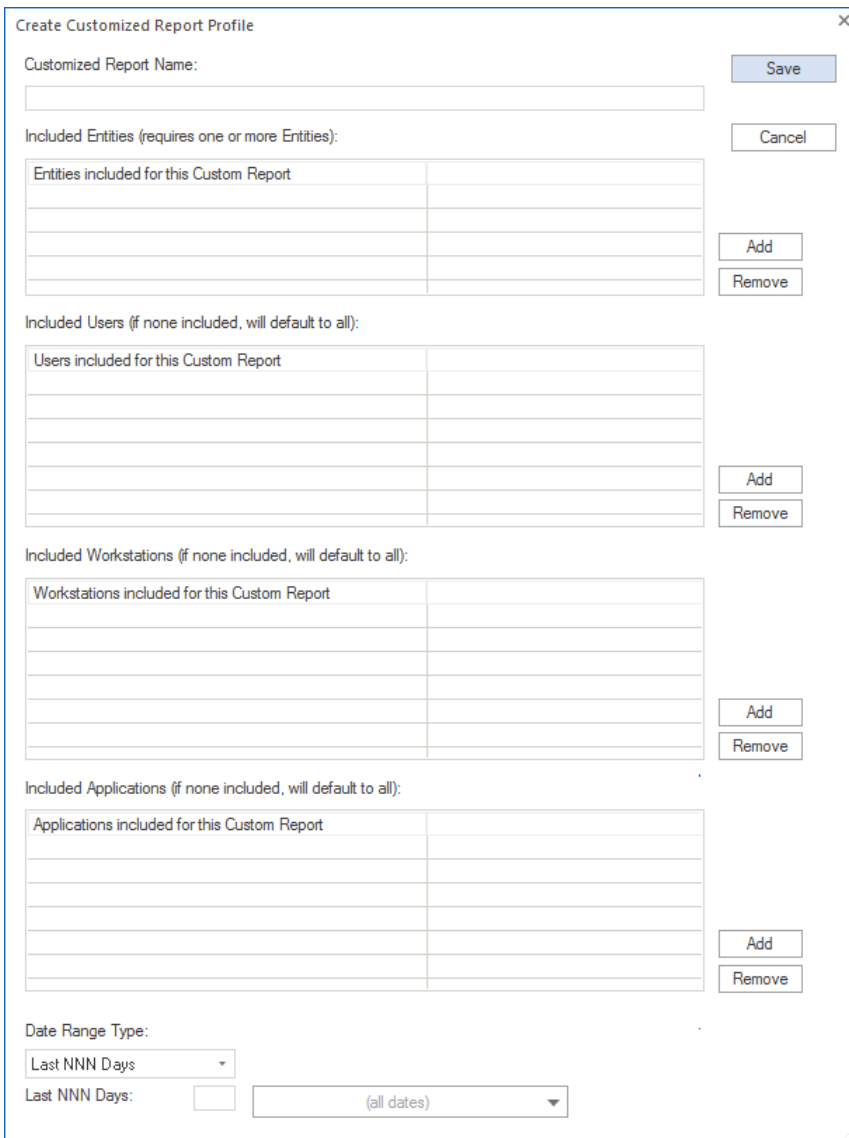 Create Customized Report Profile
Customized Report Name:
Save
Included Entities (requires one or more Entities):
Cancel
Entities included for this Custom Report
Add
Remove
Included Users (if none included, will default to all):
Users included for this Custom Report
Add
Remove
Included Workstations (if none included, will default to all):
Workstations included for this Custom Report
Add
Remove
Included Applications (if none included, will default to all):
Applications included for this Custom Report
Add
Remove
Date Range Type:
Last NNN Days
Last NNN Days:
(all dates)